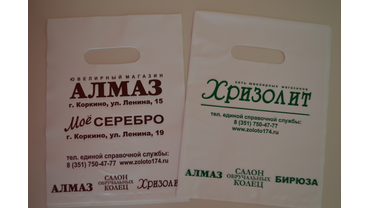 ЮВЕЛИРНЫЙ МАГАЗИН
АЛМАЗ
г. Коркино, ул. Ленина, 15
Моё СЕРЕБРО
г. Коркино, ул. Ленина, 19
тел. единой справочной службы:
8 (351) 750-47-77
www.zoloto174.ru
АЛМАЗ
САЛОН
ОБРУЧАЛЬНЫХ
КОЛЕЦ
Хризолит
сеть ювелирных магазинов
Хризолит
тел. единой справочной службы:
8 (351) 750-47-77
www.zoloto174.ru
АЛМАЗ
САЛОН
ОБРУЧАЛЬНЫХ
КОЛЕЦ
БИРЮЗА